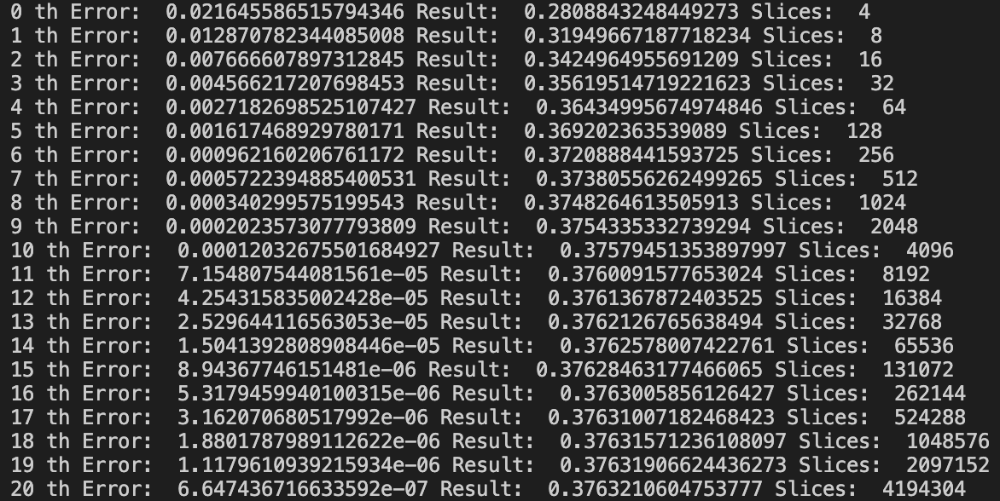 0 th Error:  0.021645586515794346 Result:  0.2808843248449273 Slices:  4
1 th Error:  0.012870782344085008 Result:  0.31949667187718234 Slices:  8
2 th Error:  0.007666607897312845 Result:  0.3424964955691209 Slices:  16
3 th Error:  0.004566217207698453 Result:  0.35619514719221623 Slices:  32
4 th Error:  0.0027182698525107427 Result:  0.36434995674974846 Slices:  64
5 th Error:  0.001617468929780171 Result:  0.369202363539089 Slices:  128
6 th Error:  0.0009621602067611​72 Result:  0.3720888441593725 Slices:  256
7 th Error:  0.0005722394885400531 Result:  0.37380556262499265 Slices:  512
8 th Error:  0.000340299575199543 Result:  0.3748264613505913 Slices:  1024
9 th Error:  0.0002023573077793809 Result:  0.3754335332739294 Slices:  2048
10 th Error:  0.00012032675501684927 Result:  0.37579451353897997 Slices:  4096
11 th Error:  7.154807544081561e-05 Result:  0.3760091577653024 Slices:  8192
12 th Error:  4.254315835002428e-05 Result:  0.3761367872403525 Slices:  16384
13 th Error:  2.529644116563053e-05 Result:  0.3762126765638494 Slices:  32768
14 th Error:  1.5041392808908446e-05 Result:  0.3762578007422761 Slices:  65536
15 th Error:  8.94367746151481e-06 Result:  0.37628463177466065 Slices:  131072
16 th Error:  5.3179459940100315e-06 Result:  0.3763005856126427 Slices:  262144
17 th Error:  3.162070680517992e-06 Result:  0.37631007182468423 Slices:  524288
18 th Error:  1.8801787989112622e-06 Result:  0.37631571236108097 Slices:  1048576
19 th Error:  1.1179610939215934e-06 Result:  0.37631906624436273 Slices:  2097152
20 th Error:  6.647436716633592e-07 Result:  0.37632106047​53777 Slices:  4194304